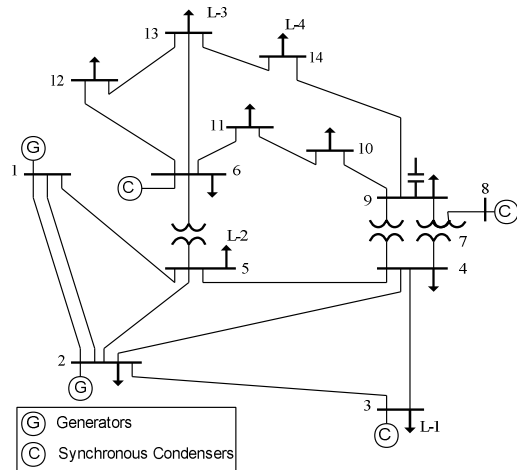 L-3
13
L-4
14
12
11
10
G
1
C
6
9
8
C
7
L-2
5
4
2
G
3
C
L-1
G Generators
C Synchronous Condensers